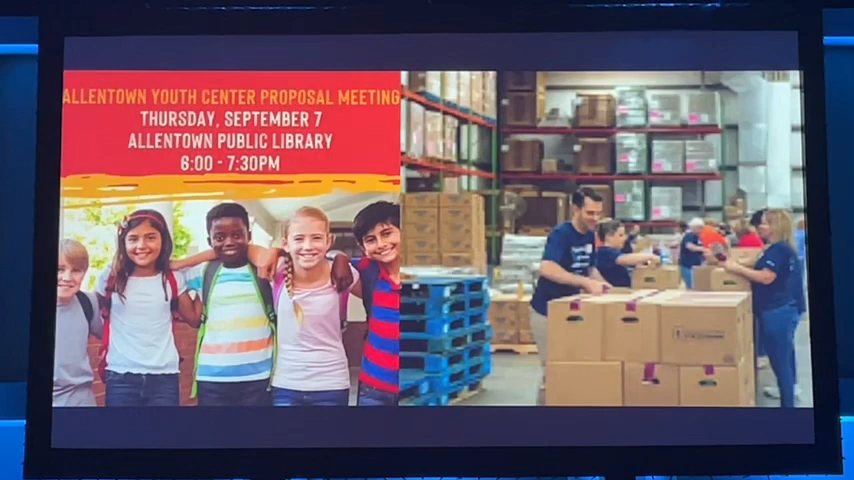 ALLENTOWN YOUTH CENTER PROPOSAL MEETING
THURSDAY, SEPTEMBER 7
ALLENTOWN PUBLIC LIBRARY
6:00 - 7:30PM